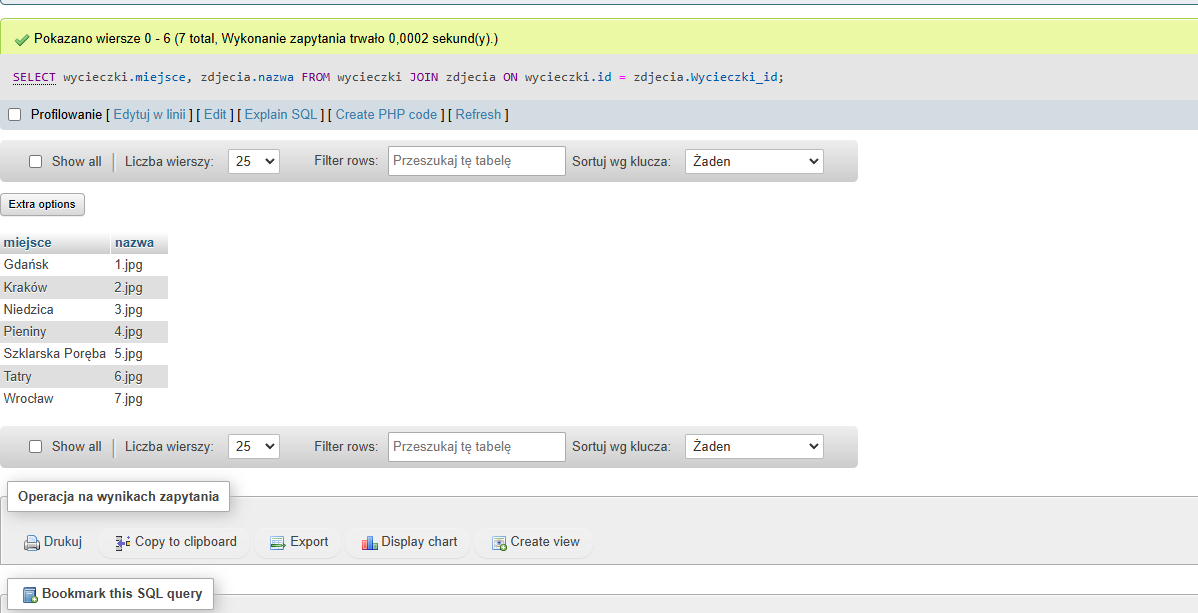 Pokazano wiersze 0 - 6 (7 total, Wykonanie zapytania trwało 0,0002 sekund(y).)
SELECT wycieczki.miejsce, zdjecia.nazwa FROM wycieczki JOIN zdjecia ON wycieczki.id = zdjecia.Wycieczki_id;
Profilowanie [ Edytuj w linii ] [ Edit ] [ Explain SQL ] [ Create PHP code ] [ Refresh ]
Show all | Liczba wierszy: 25 Filter rows: Przeszukaj tę tabelę Sortuj wg klucza: Żaden
Extra options
miejsce nazwa
Gdańsk 1.jpg
Kraków 2.jpg
Niedzica 3.jpg
Pieniny 4.jpg
Szklarska Poręba 5.jpg
Tatry 6.jpg
Wrocław 7.jpg
Show all | Liczba wierszy: 25 Filter rows: Przeszukaj tę tabelę Sortuj wg klucza: Żaden
Operacja na wynikach zapytania
Drukuj Copy to clipboard Export Display chart Create view
Bookmark this SQL query